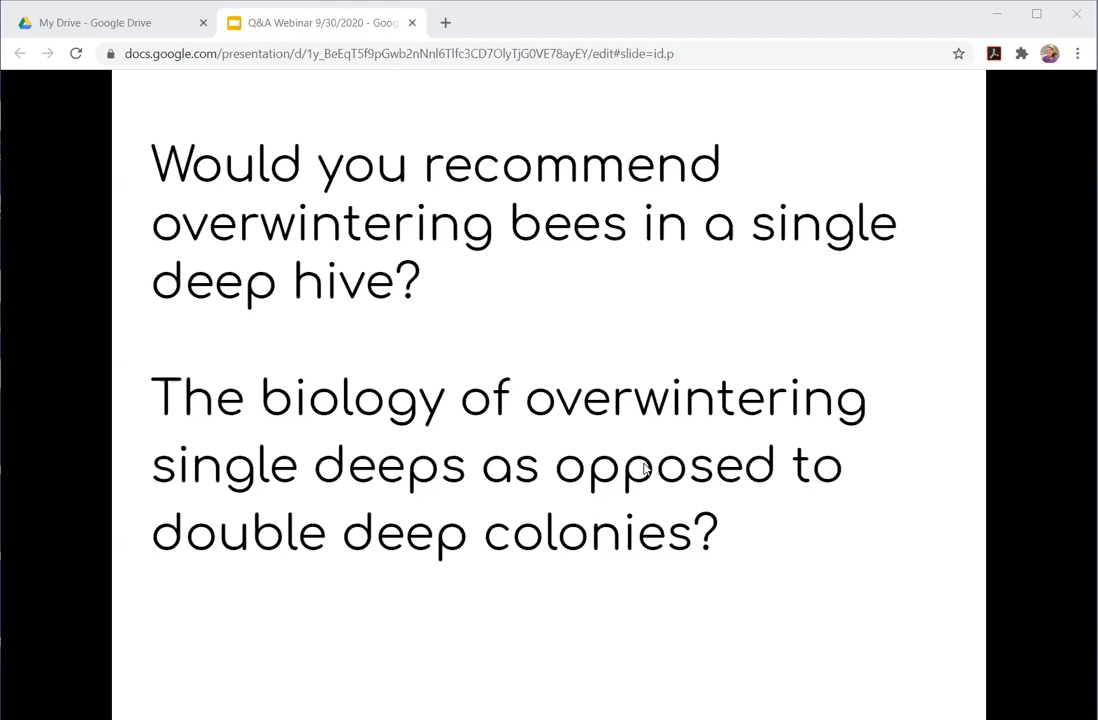 My Drive - Google Drive
Q&A Webinar 9/30/2020 - Goog
docs.google.com/presentation/d/1y_BeEqT5f9pGwb2nNnl6Tlfc3CD7OlyTjG0VE78ayEY/edit#slide=id.p
Would you recommend
overwintering bees in a single
deep hive?
The biology of overwintering
single deeps as opposed to
double deep colonies?